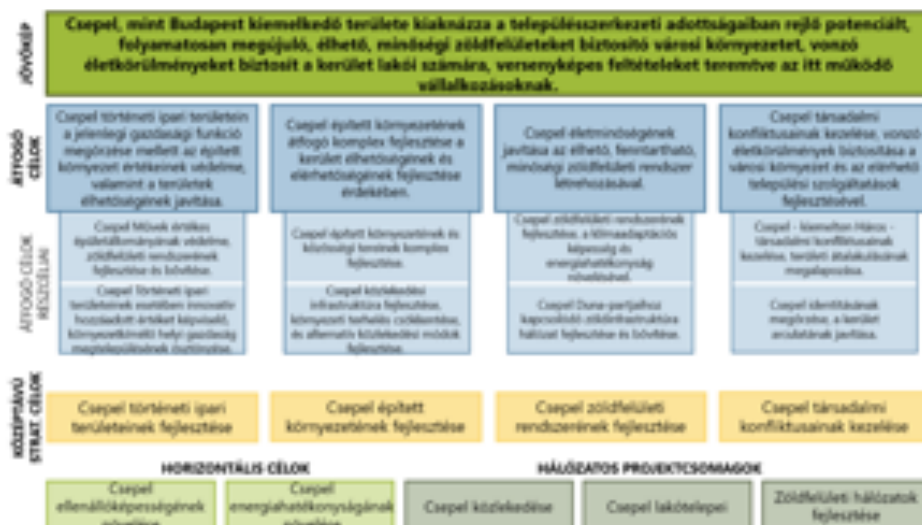 JÖVŐKÉP
Csepel, mint Budapest kiemelkedő területe kiaknázza a településszerkezeti adottságaiban rejlő potenciált,
folyamatosan megújuló, élhető, minőségi zöldfelületeket biztosító városi környezetet, vonzó
életkörülményeket biztosít a kerület lakói számára, versenyképes feltételeket teremtve az itt működő
vállalkozásoknak.
ÁTFOGÓ
CÉLOK
Csepel történeti ipari területein
a jelenlegi gazdasági funkció
megőrzése mellett az épített
környezet értékeinek védelme,
valamint a területek
élhetőségének javítása.
Csepel épített környezetének
átfogó komplex fejlesztése a
kerület élhetőségének és
elérhetőségének fejlesztése
érdekében.
Csepel életminőségének
javítása az élhető, fenntartható,
minőségi zöldfelületi rendszer
létrehozásával.
Csepel társadalmi
konfliktusainak kezelése, vonzó
életkörülmények biztosítása a
városi környezet és az elérhető
települési szolgáltatások
fejlesztésével.
ÁTFOGÓ CÉLOK
RÉSZCÉLJAI
Csepel Művek értékes
épületállományának védelme,
zöldfelületi rendszerének
fejlesztése és bővítése.
Csepel épített környezetének és
közösségi tereinek komplex
fejlesztése.
Csepel zöldfelületi rendszerének
fejlesztése, a klímaadaptációs
képesség és
energiahatékonyság
növelésével.
Csepel - kiemelten Háros -
társadalmi konfliktusainak
kezelése, területi átalakulásának
megalapozása.
Csepel Történeti ipari
területeinek esetében innovatív
hozzáadott értéket képviselő,
környezetkímélő helyi gazdaság
megtelepülésének ösztönzése.
Csepel közlekedési
infrastruktúra fejlesztése,
környezeti terhelés csökkentése,
és alternatív közlekedési módok
fejlesztése.
Csepel Duna-partjaihoz
kapcsolódó zöldinfrastruktúra
hálózat fejlesztése és bővítése.
Csepel identitásának
megőrzése, a kerület
arculatának javítása.
KÖZÉPTÁVÚ
STRAT CÉLOK
Csepel történeti ipari
területeinek fejlesztése
Csepel épített
környezetének fejlesztése
Csepel zöldfelületi
rendszerének fejlesztése
Csepel társadalmi
konfliktusainak kezelése
HORIZONTÁLIS CÉLOK
HÁLÓZATOS PROJEKTCSOMAGOK
Csepel
ellenállóképességének
Csepel
energiahatékonyságának
Csepel közlekedése
Csepel lakótelepei
Zöldfelületi hálózatok
fejlesztése